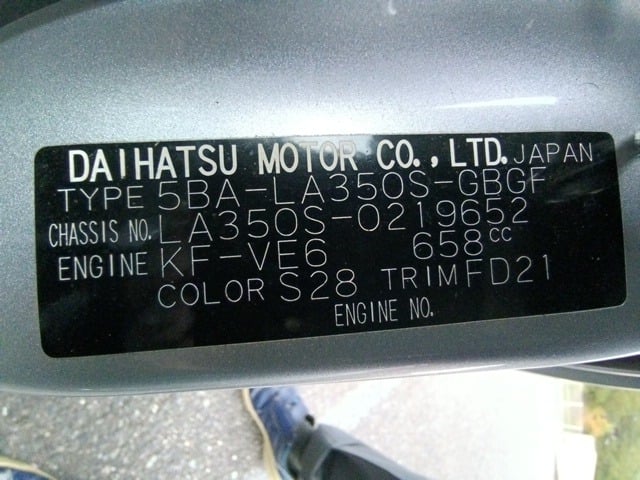 DAIHATSU MOTOR CO., LTD. JAPAN
TYPE 5BA-LA350S-GBGF
CHASSIS NO. LA350S-0219652
ENGINE KF-VE6 658cc
COLOR S28 TRIM FD21
ENGINE NO.